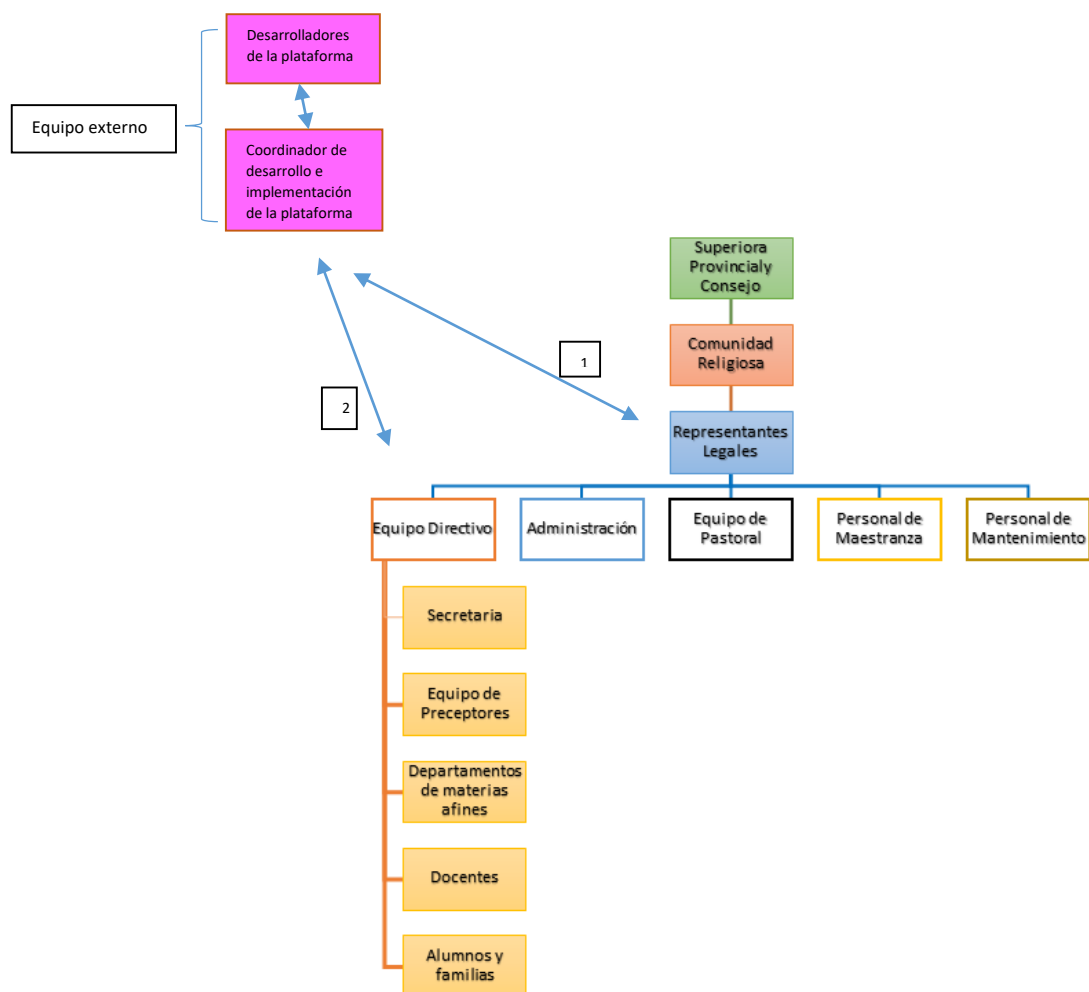 Desarrolladores
de la plataforma
Equipo externo
Coordinador de
desarrollo e
implementación
de la plataforma
Superiora
Provincialy
Consejo
Comunidad
Religiosa
1
2
Representantes
Legales
Equipo Directivo
Administración
Equipo de
Pastoral
Personal de
Maestranza
Personal de
Mantenimiento
Secretaria
Equipo de
Preceptores
Departamentos
de materias
afines
Docentes
Alumnos y
familias